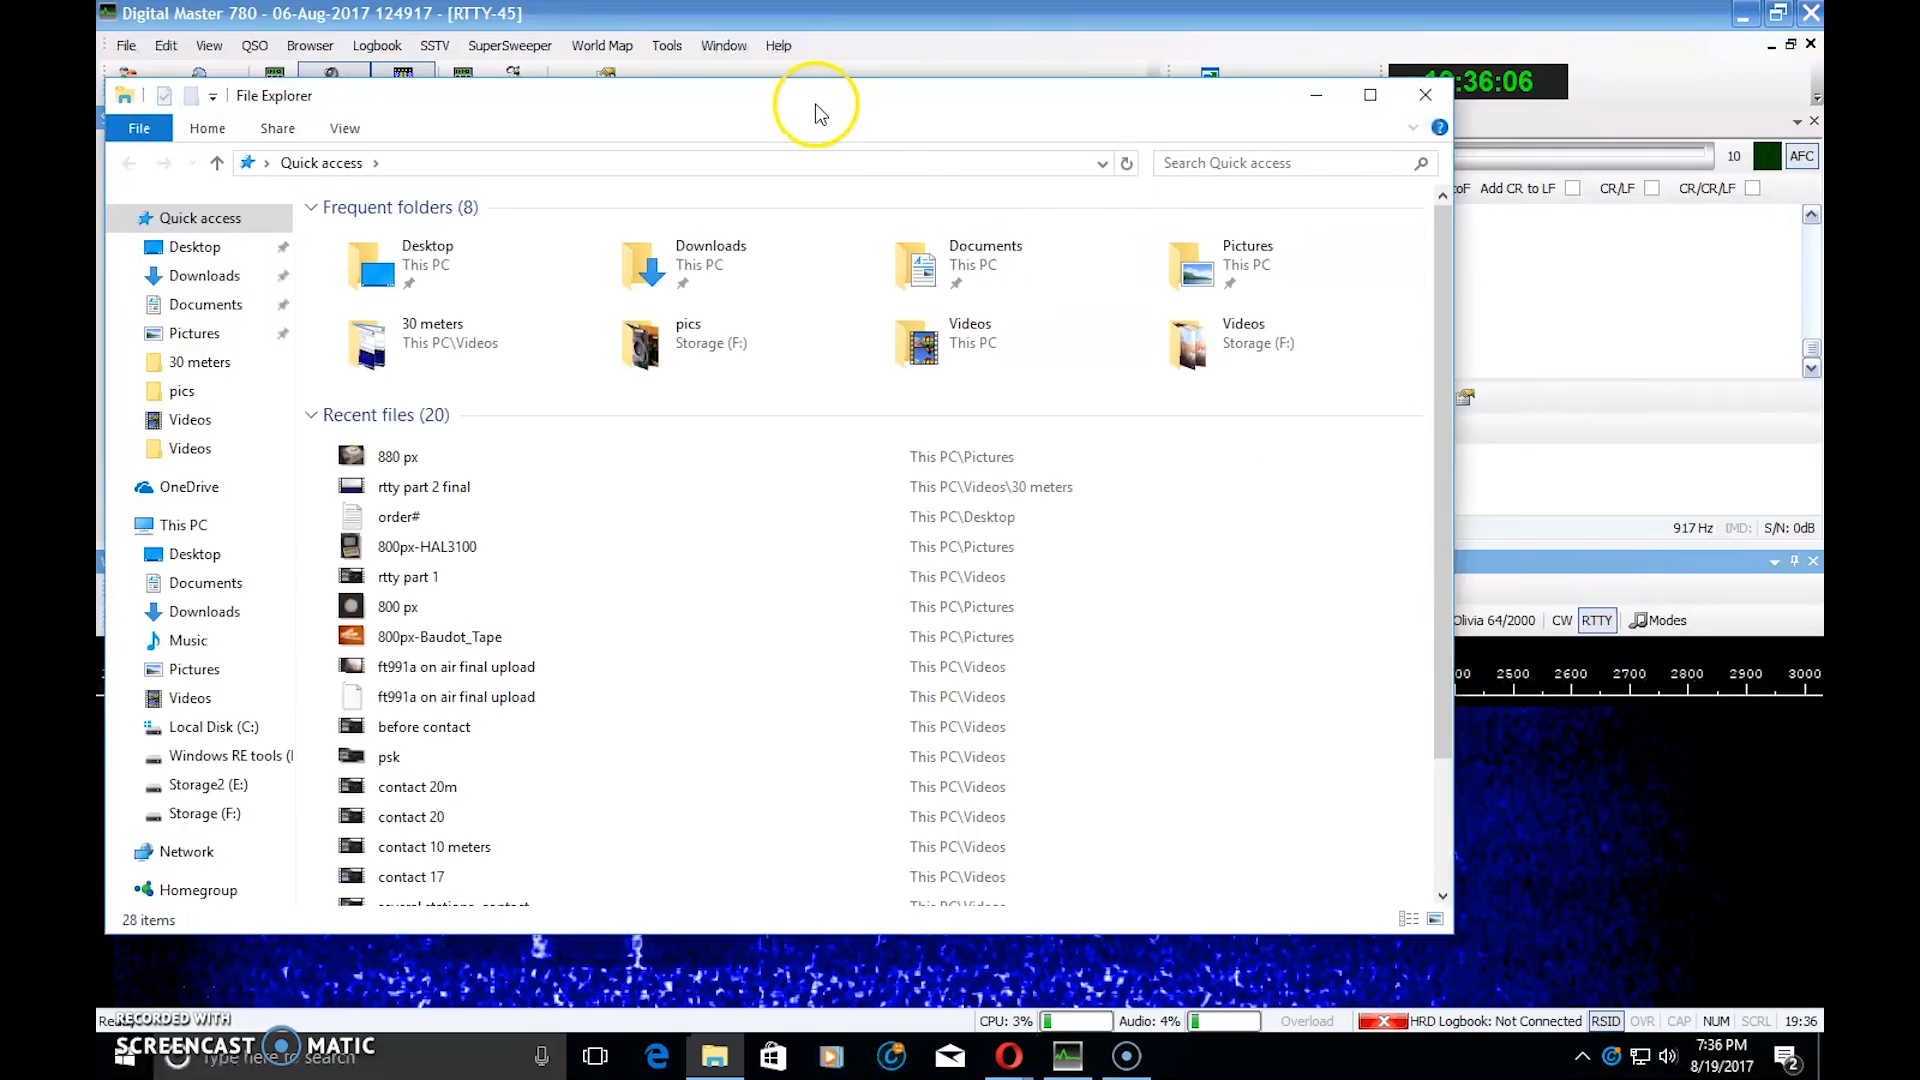 Digital Master 780 - 06-Aug-2017 124917 - [RTTY-45]
File Edit View QSO Browser Logbook SSTV SuperSweeper World Map Tools Window Help
File Explorer
:36:06
File Home Share View
Quick access
Search Quick access
10
AFC
Add CR to LF
CR/LF
CR/CR/LF
Frequent folders (8)
Desktop
This PC
Downloads
This PC
Documents
This PC
Pictures
This PC
30 meters
This PC\Videos
pics
Storage (F:)
Videos
This PC
Videos
Storage (F:)
Quick access
Desktop
Downloads
Documents
Pictures
30 meters
pics
Videos
Videos
OneDrive
This PC
Desktop
Documents
Downloads
Music
Pictures
Videos
Local Disk (C:)
Windows RE tools (
Storage2 (E:)
Storage (F:)
Network
Homegroup
Recent files (20)
880 px This PC\Pictures
rtty part 2 final This PC\Videos\30 meters
order# This PC\Desktop
800px-HAL3100 This PC\Pictures
rtty part 1 This PC\Videos
800 px This PC\Pictures
800px-Baudot_Tape This PC\Pictures
ft991a on air final upload This PC\Videos
ft991a on air final upload This PC\Videos
before contact This PC\Videos
psk This PC\Videos
contact 20m This PC\Videos
contact 20 This PC\Videos
contact 10 meters This PC\Videos
contact 17 This PC\Videos
28 items
917 Hz IMD: S/N: 0dB
Olivia 64/2000 CW RTTY Modes
00 2500 2600 2700 2800 2900 3000
CPU: 3% Audio: 4% Overload HRD Logbook: Not Connected RSID OVR CAP NUM SCRL 19:36
RECORDED WITH
SCREENCAST MATIC
Type here to search
7:36 PM
8/19/2017
2